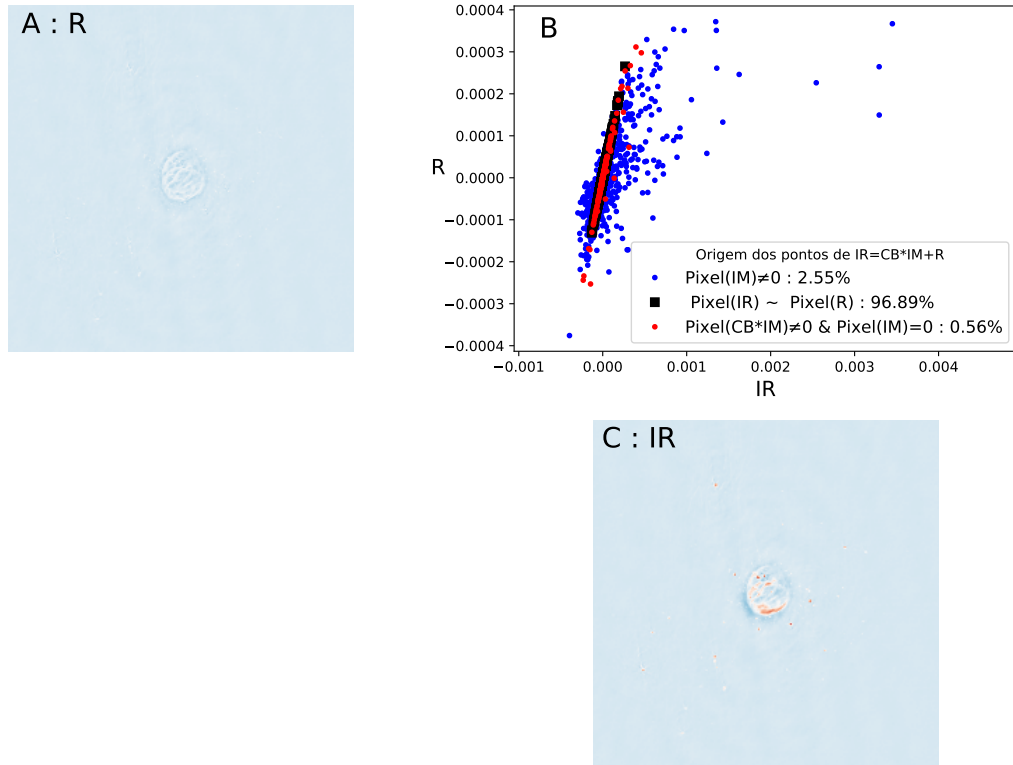 A : R
B
0.0004
0.0003
0.0002
0.0001
0.0000
−0.0001
−0.0002
−0.0003
−0.0004
R
Origem dos pontos de IR=CB*IM+R
Pixel(IM)≠0 : 2.55%
Pixel(IR) ~ Pixel(R) : 96.89%
Pixel(CB*IM)≠0 & Pixel(IM)=0 : 0.56%
−0.001 0.000 0.001 0.002 0.003 0.004
IR
C : IR